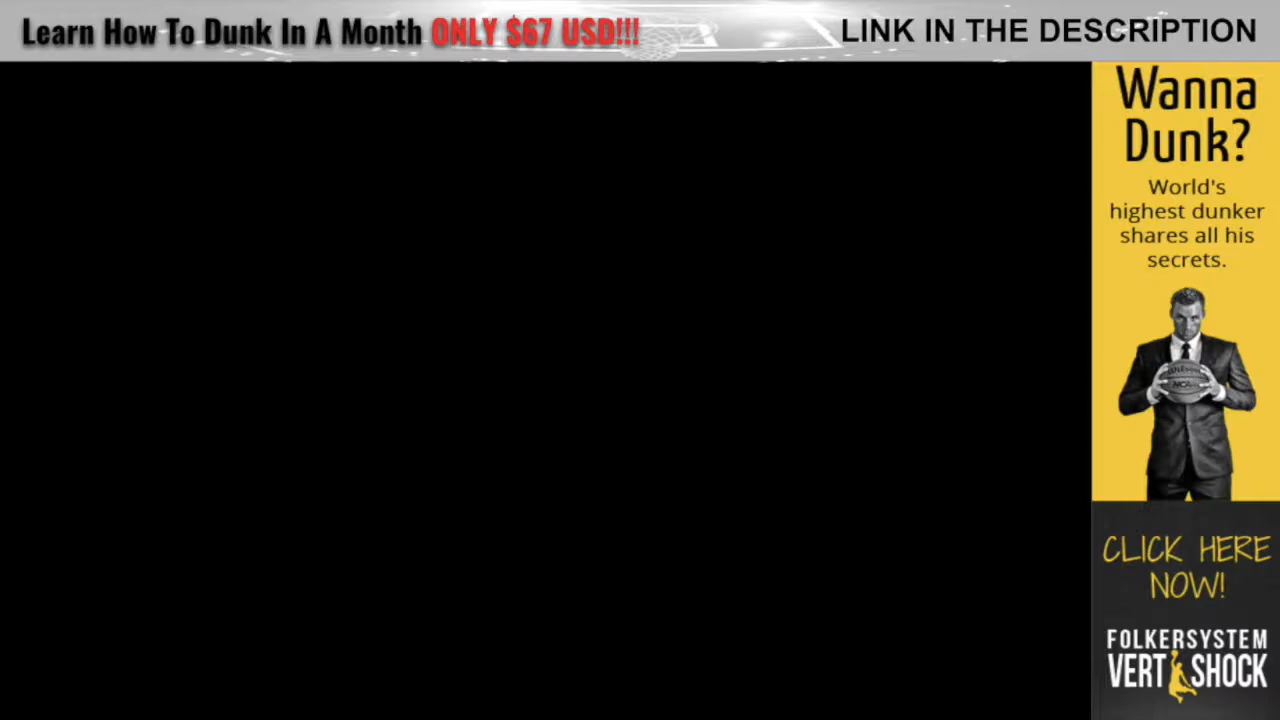 Learn How To Dunk In A Month ONLY $67 USD!!!
LINK IN THE DESCRIPTION
Wanna
Dunk?
World's
highest dunker
shares all his
secrets.
CLICK HERE
NOW!
FOLKERSYSTEM
VERT SHOCK